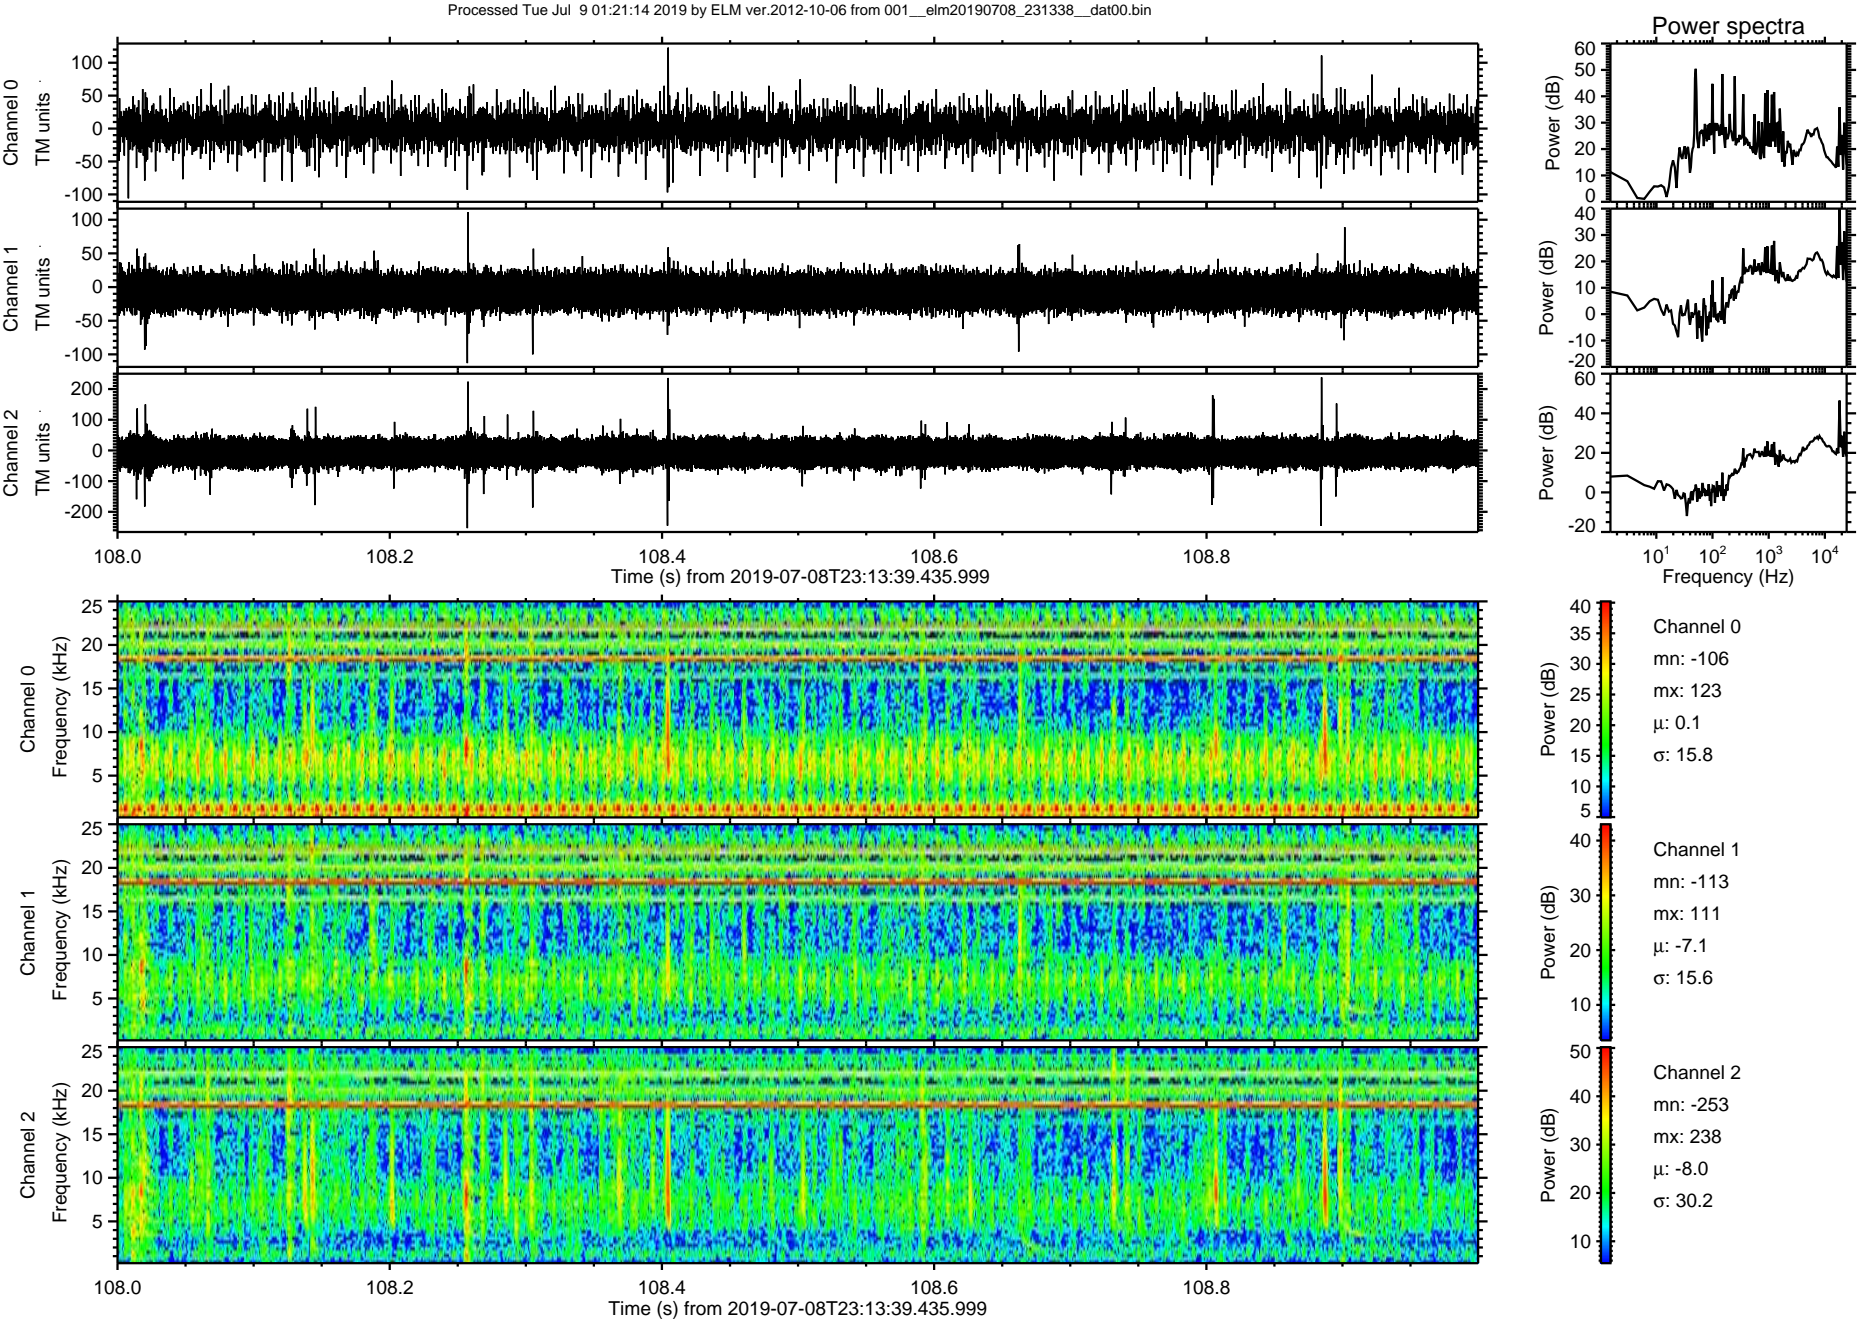 Processed Tue Jul  9 01:21:14 2019 by ELM ver.2012-10-06 from 001__elm20190708_231338__dat00.bin
Power spectra
Channel 0
TM units
100
50
0
-50
-100
Power (dB)
60
50
40
30
20
10
0
Channel 1
TM units
100
50
0
-50
-100
Power (dB)
40
30
20
10
0
-10
-20
Channel 2
TM units
200
100
0
-100
-200
Power (dB)
60
40
20
0
-20
108.0 108.2 108.4 108.6 108.8
Time (s) from 2019-07-08T23:13:39.435.999
10¹ 10² 10³ 10⁴
Frequency (Hz)
Channel 0
Frequency (kHz)
25
20
15
10
5
Power (dB)
40
35
30
25
20
15
10
5
Channel 0
mn: -106
mx: 123
μ: 0.1
σ: 15.8
Channel 1
Frequency (kHz)
25
20
15
10
5
Power (dB)
40
30
20
10
Channel 1
mn: -113
mx: 111
μ: -7.1
σ: 15.6
Channel 2
Frequency (kHz)
25
20
15
10
5
Power (dB)
50
40
30
20
10
Channel 2
mn: -253
mx: 238
μ: -8.0
σ: 30.2
108.0 108.2 108.4 108.6 108.8
Time (s) from 2019-07-08T23:13:39.435.999